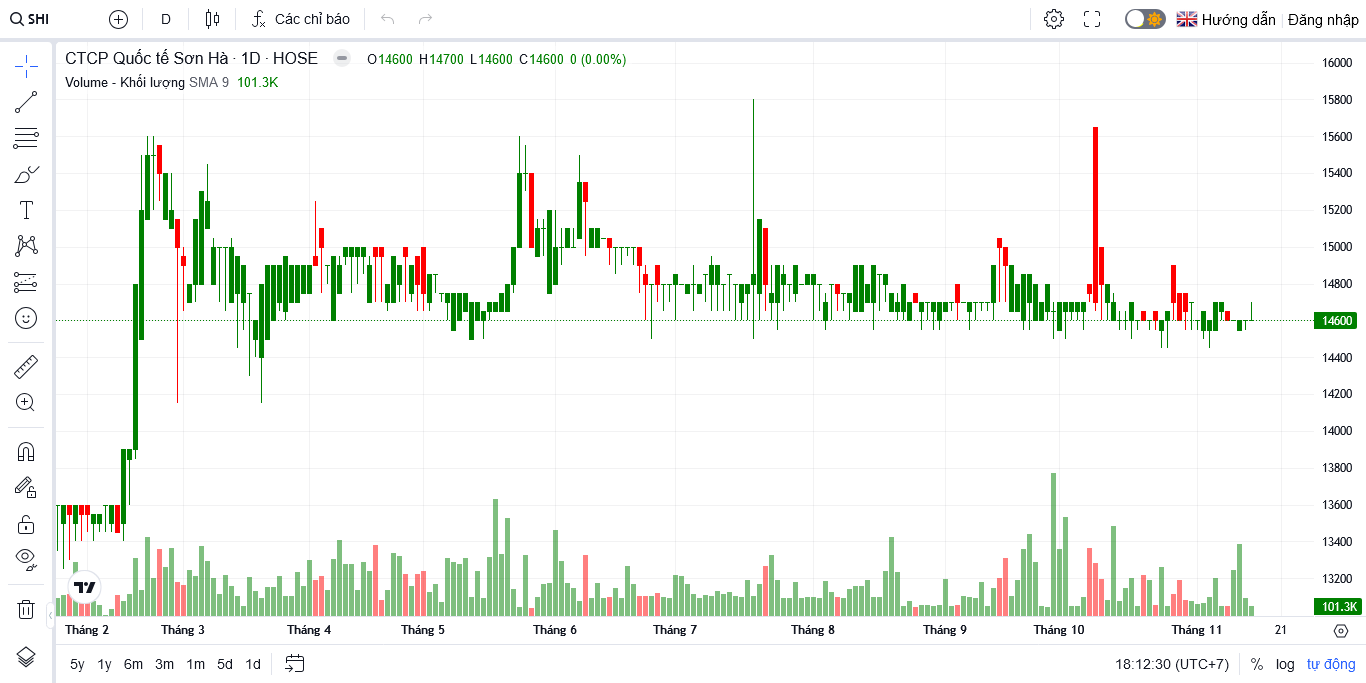 SHI D Các chỉ báo Hướng dẫn Đăng nhập
CTCP Quốc tế Sơn Hà · 1D · HOSE O14600 H14700 L14600 C14600 0 (0.00%)
Volume - Khối lượng SMA 9 101.3K
16000
15800
15600
15400
15200
15000
14800
14600
14400
14200
14000
13800
13600
13400
13200
101.3K
Tháng 2 Tháng 3 Tháng 4 Tháng 5 Tháng 6 Tháng 7 Tháng 8 Tháng 9 Tháng 10 Tháng 11 21
5y 1y 6m 3m 1m 5d 1d 18:12:30 (UTC+7) % log tự động